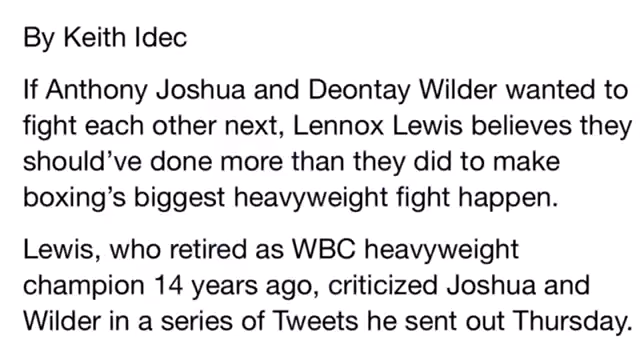 By Keith Idec
If Anthony Joshua and Deontay Wilder wanted to
fight each other next, Lennox Lewis believes they
should’ve done more than they did to make
boxing’s biggest heavyweight fight happen.
Lewis, who retired as WBC heavyweight
champion 14 years ago, criticized Joshua and
Wilder in a series of Tweets he sent out Thursday.